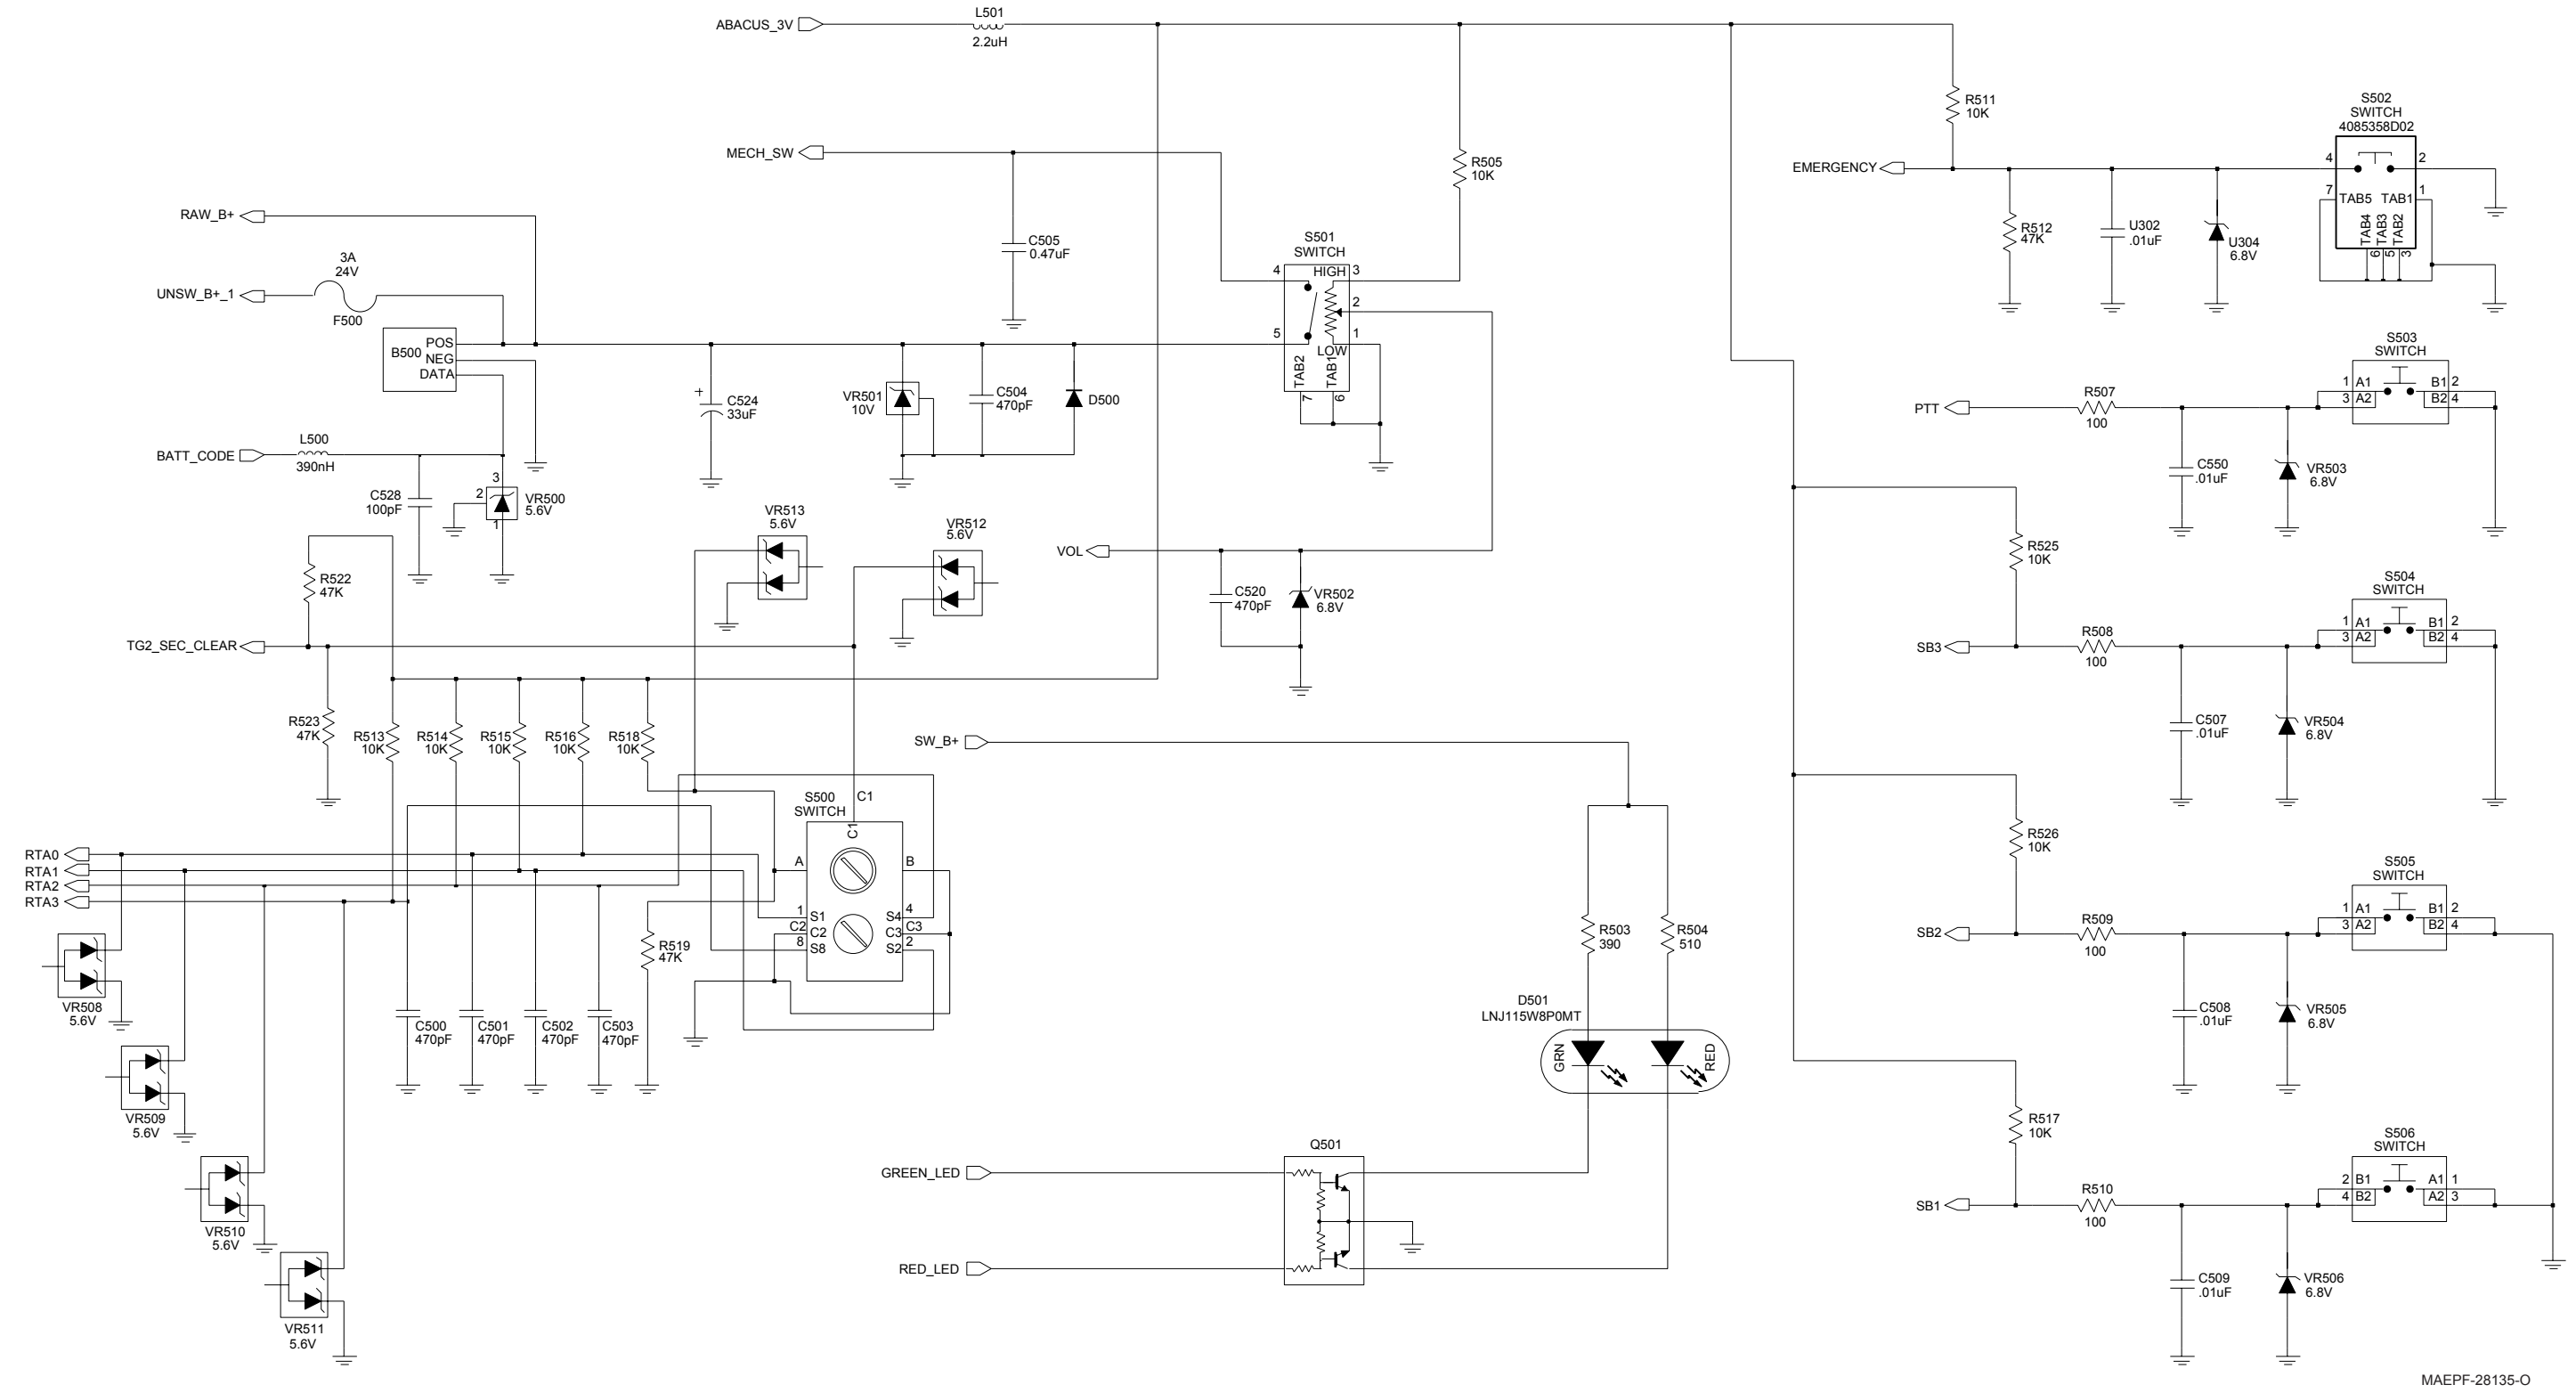 ABACUS_3V
L501
2.2uH
MECH_SW
C505
0.47uF
R505
10K
RAW_B+
3A
24V
UNSW_B+_1
F500
B500
POS
NEG
DATA
S501
SWITCH
4
HIGH
3
2
5
1
LOW
TAB2
TAB1
7
6
+
C524
33uF
VR501
10V
C504
470pF
D500
BATT_CODE
L500
390nH
C528
100pF
3
2
1
VR500
5.6V
R511
10K
S502
SWITCH
4085358D02
EMERGENCY
4
2
7
1
TAB5
TAB1
TAB4
TAB3
TAB2
6
5
3
R512
47K
U302
.01uF
U304
6.8V
S503
SWITCH
1
A1
B1
2
3
A2
B2
4
PTT
R507
100
C550
.01uF
VR503
6.8V
VR513
5.6V
VR512
5.6V
VOL
C520
470pF
VR502
6.8V
R522
47K
TG2_SEC_CLEAR
R523
47K
R513
10K
R514
10K
R515
10K
R516
10K
R518
10K
R525
10K
S504
SWITCH
1
A1
B1
2
3
A2
B2
4
SB3
R508
100
C507
.01uF
VR504
6.8V
SW_B+
S500
SWITCH
C1
C1
A
B
1
S1
S4
4
C2
C2
C3
C3
8
S8
S2
2
RTA0
RTA1
RTA2
RTA3
R519
47K
C500
470pF
C501
470pF
C502
470pF
C503
470pF
VR508
5.6V
VR509
5.6V
VR510
5.6V
VR511
5.6V
R503
390
R504
510
D501
LNJ115W8P0MT
GRN
RED
Q501
GREEN_LED
RED_LED
R526
10K
S505
SWITCH
1
A1
B1
2
3
A2
B2
4
SB2
R509
100
C508
.01uF
VR505
6.8V
R517
10K
S506
SWITCH
2
B1
A1
1
4
B2
A2
3
SB1
R510
100
C509
.01uF
VR506
6.8V
MAEPF-28135-O